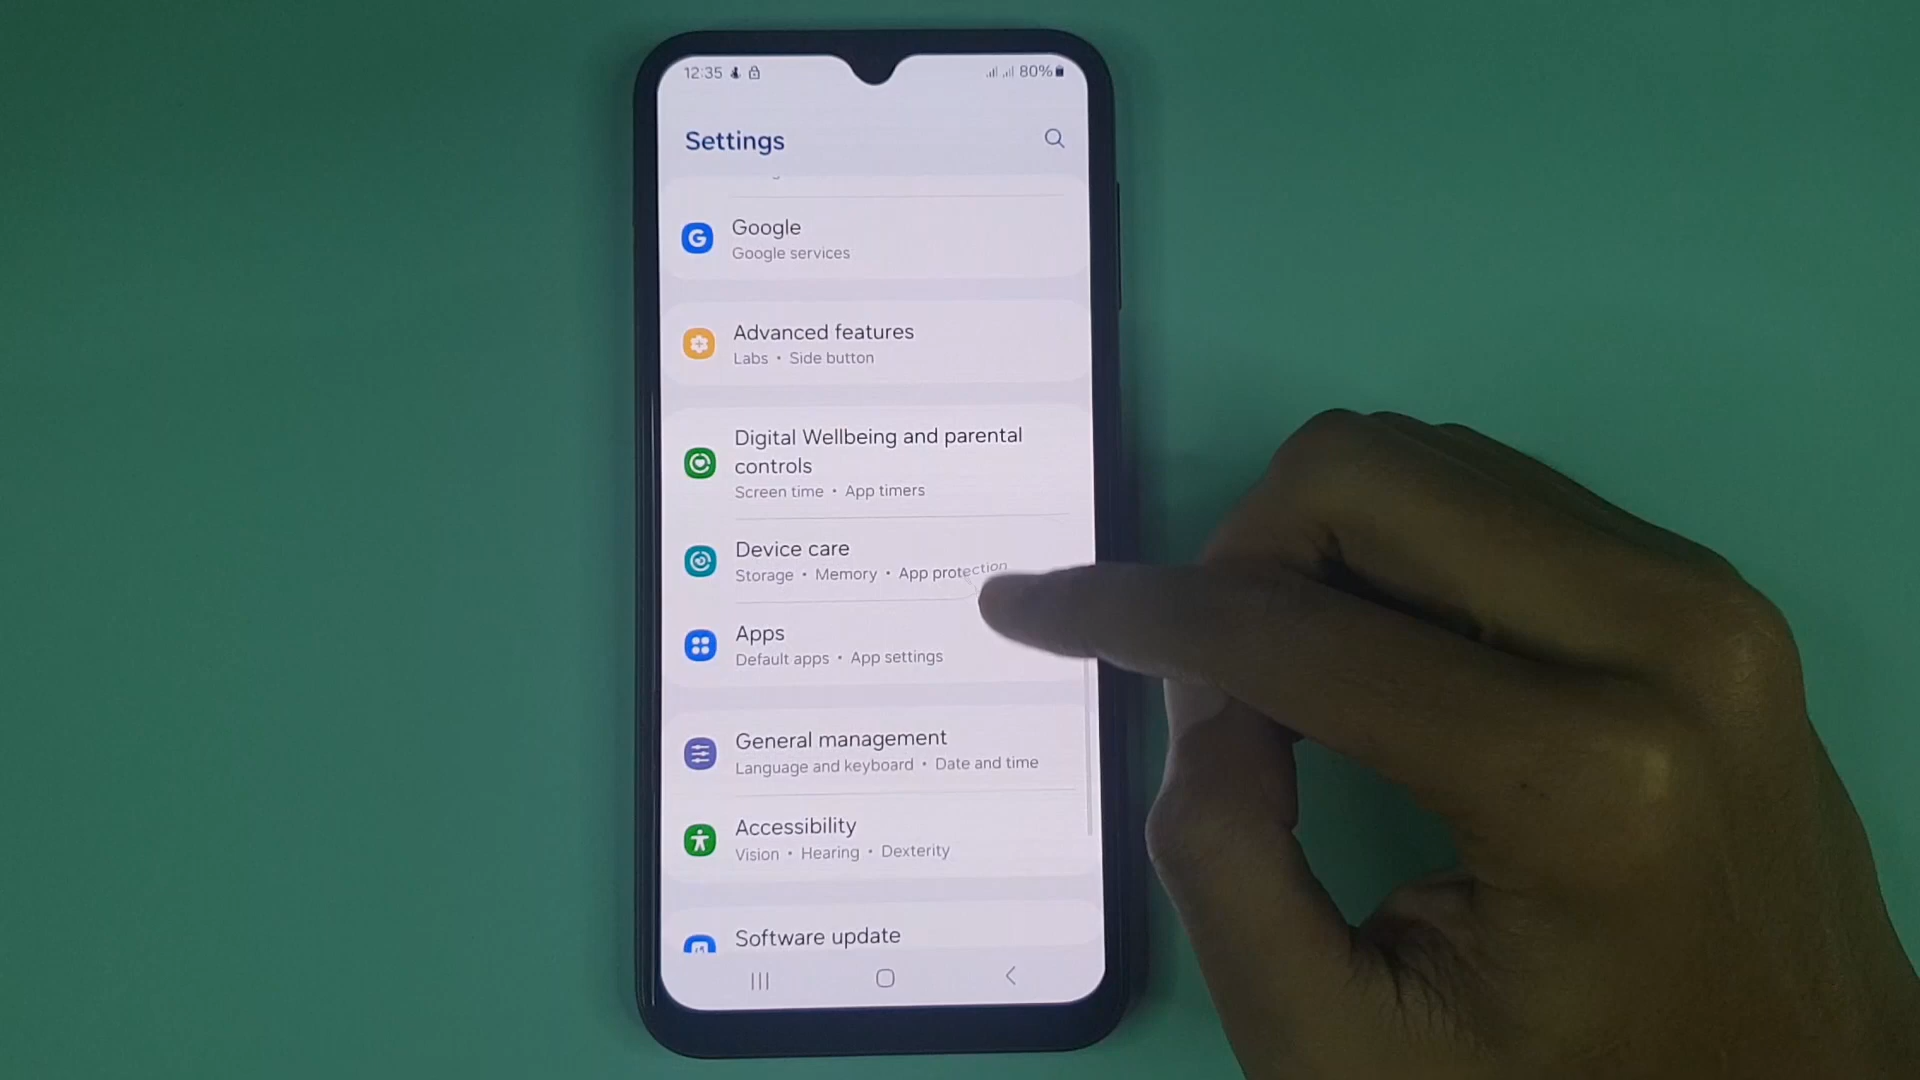 12:35 80%
Settings
Google
Google services
Advanced features
Labs • Side button
Digital Wellbeing and parental
controls
Screen time • App timers
Device care
Storage • Memory • App protection
Apps
Default apps • App settings
General management
Language and keyboard • Date and time
Accessibility
Vision • Hearing • Dexterity
Software update